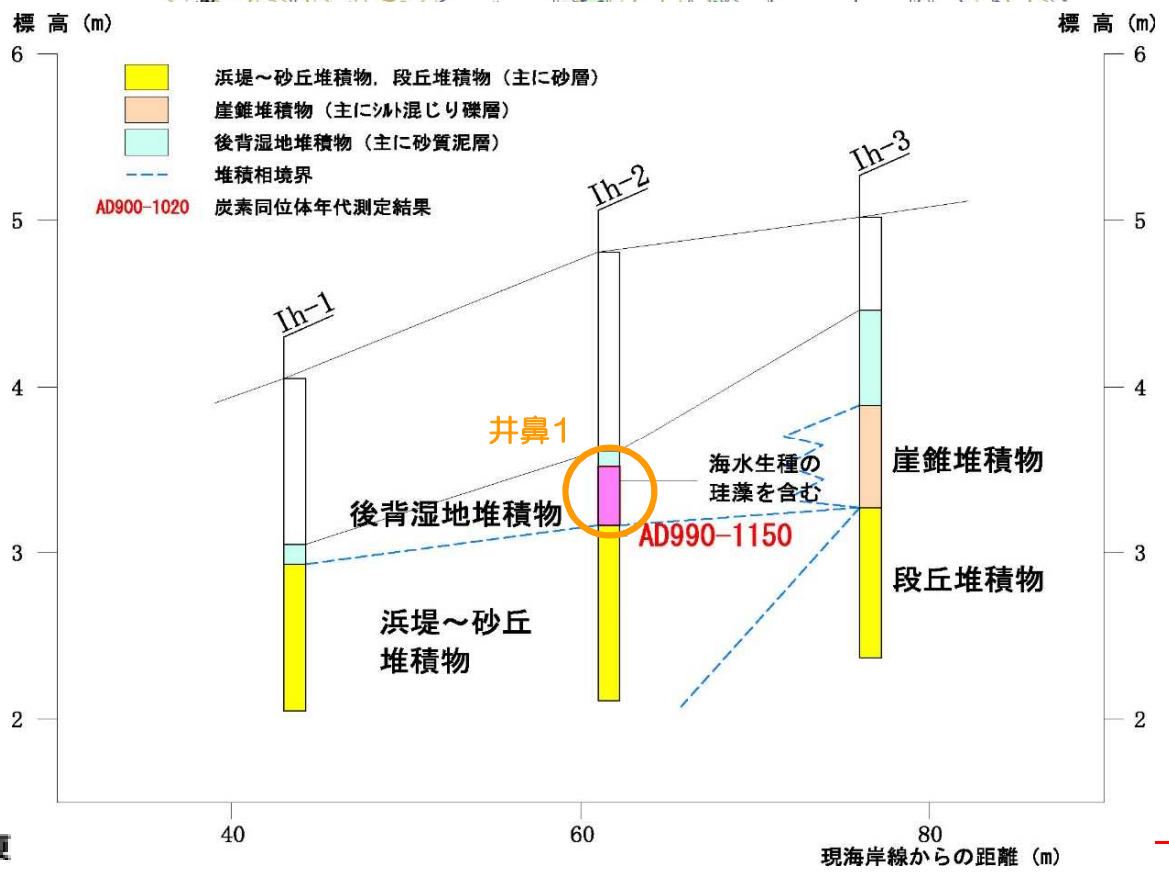 標 高 (m)
標 高 (m)
6
6
浜堤～砂丘堆積物, 段丘堆積物 (主に砂層)
崖錐堆積物 (主にシルト混じり礫層)
後背湿地堆積物 (主に砂質泥層)
堆積相境界
AD900-1020 炭素同位体年代測定結果
Ih-3
Ih-2
5
5
Ih-1
4
4
井鼻1
海水生種の
珪藻を含む
崖錐堆積物
後背湿地堆積物
AD990-1150
3
3
段丘堆積物
浜堤～砂丘
堆積物
2
2
40
60
80
現海岸線からの距離 (m)